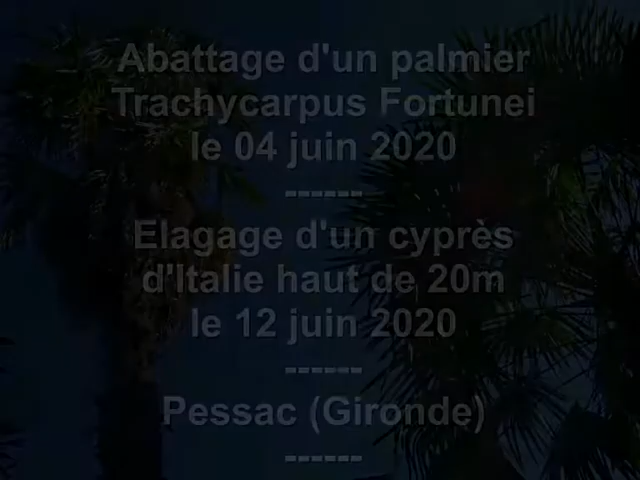 Abattage d'un palmier
Trachycarpus Fortunei
le 04 juin 2020
------
Elagage d'un cyprès
d'Italie haut de 20m
le 12 juin 2020
------
Pessac (Gironde)
------